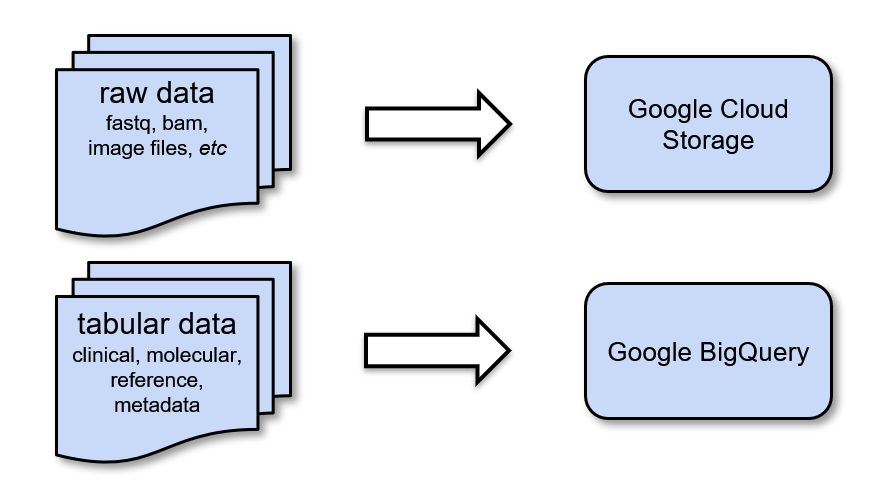 raw data
fastq, bam,
image files, etc
Google Cloud
Storage
tabular data
clinical, molecular,
reference,
metadata
Google BigQuery